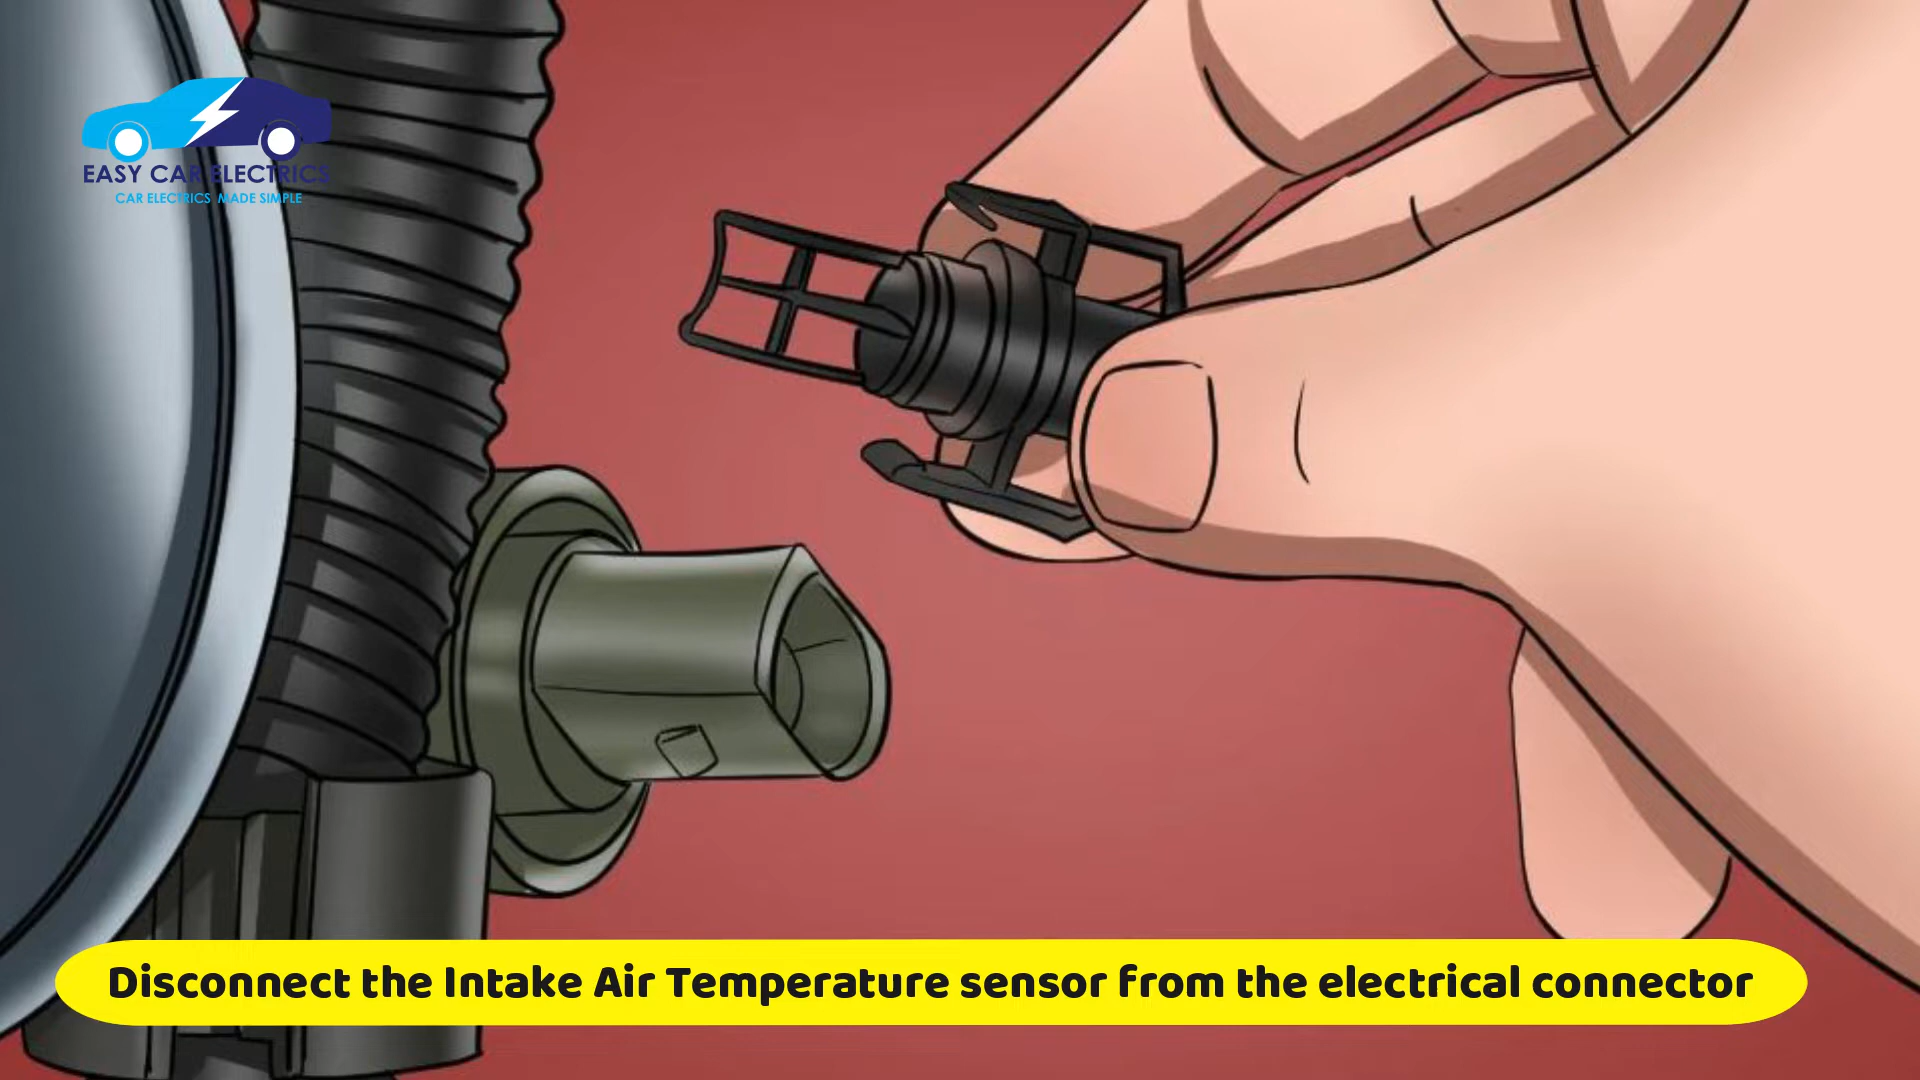 EASY CAR ELECTRICS
CAR ELECTRICS MADE SIMPLE
Disconnect the Intake Air Temperature sensor from the electrical connector